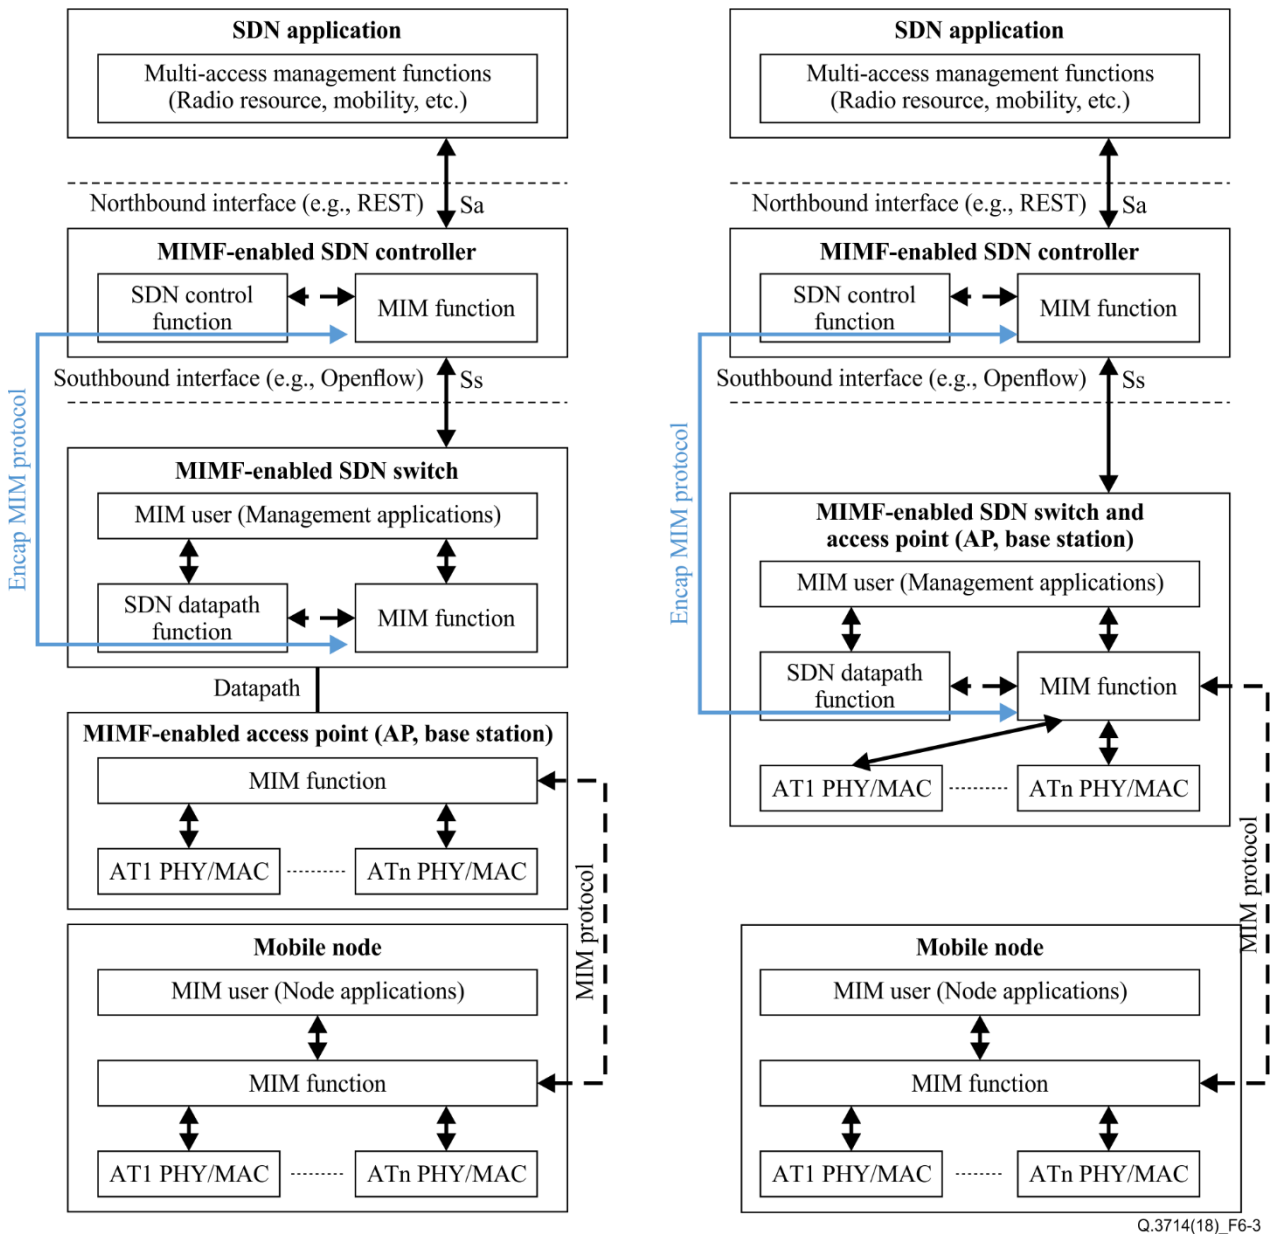 SDN application
Multi-access management functions
(Radio resource, mobility, etc.)
Northbound interface (e.g., REST)
Sa
MIMF-enabled SDN controller
SDN control
function
MIM function
Southbound interface (e.g., Openflow)
Ss
Encap MIM protocol
MIMF-enabled SDN switch
MIM user (Management applications)
SDN datapath
function
MIM function
Datapath
MIMF-enabled access point (AP, base station)
MIM function
AT1 PHY/MAC
ATn PHY/MAC
MIM protocol
Mobile node
MIM user (Node applications)
MIM function
AT1 PHY/MAC
ATn PHY/MAC
SDN application
Multi-access management functions
(Radio resource, mobility, etc.)
Northbound interface (e.g., REST)
Sa
MIMF-enabled SDN controller
SDN control
function
MIM function
Southbound interface (e.g., Openflow)
Ss
Encap MIM protocol
MIMF-enabled SDN switch and
access point (AP, base station)
MIM user (Management applications)
SDN datapath
function
MIM function
AT1 PHY/MAC
ATn PHY/MAC
MIM protocol
Mobile node
MIM user (Node applications)
MIM function
AT1 PHY/MAC
ATn PHY/MAC
Q.3714(18)_F6-3